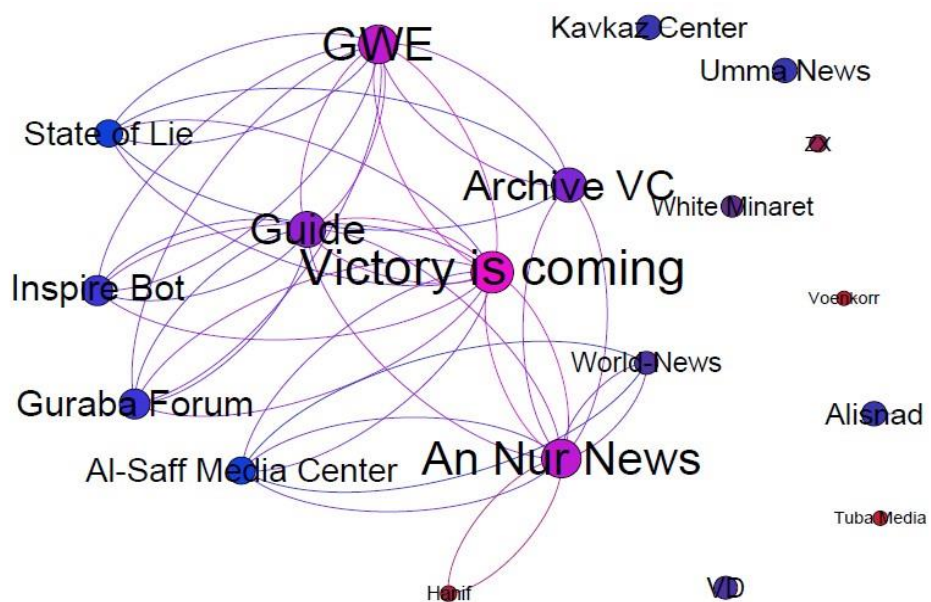 GWE
Kavkaz Center
Umma News
State of Lie
ZX
Archive VC
White Minaret
Guide
Victory is coming
Inspire Bot
Voenkorr
World-News
Guraba Forum
Alisnad
An Nur News
Al-Saff Media Center
Tuba Media
Hanif
VD